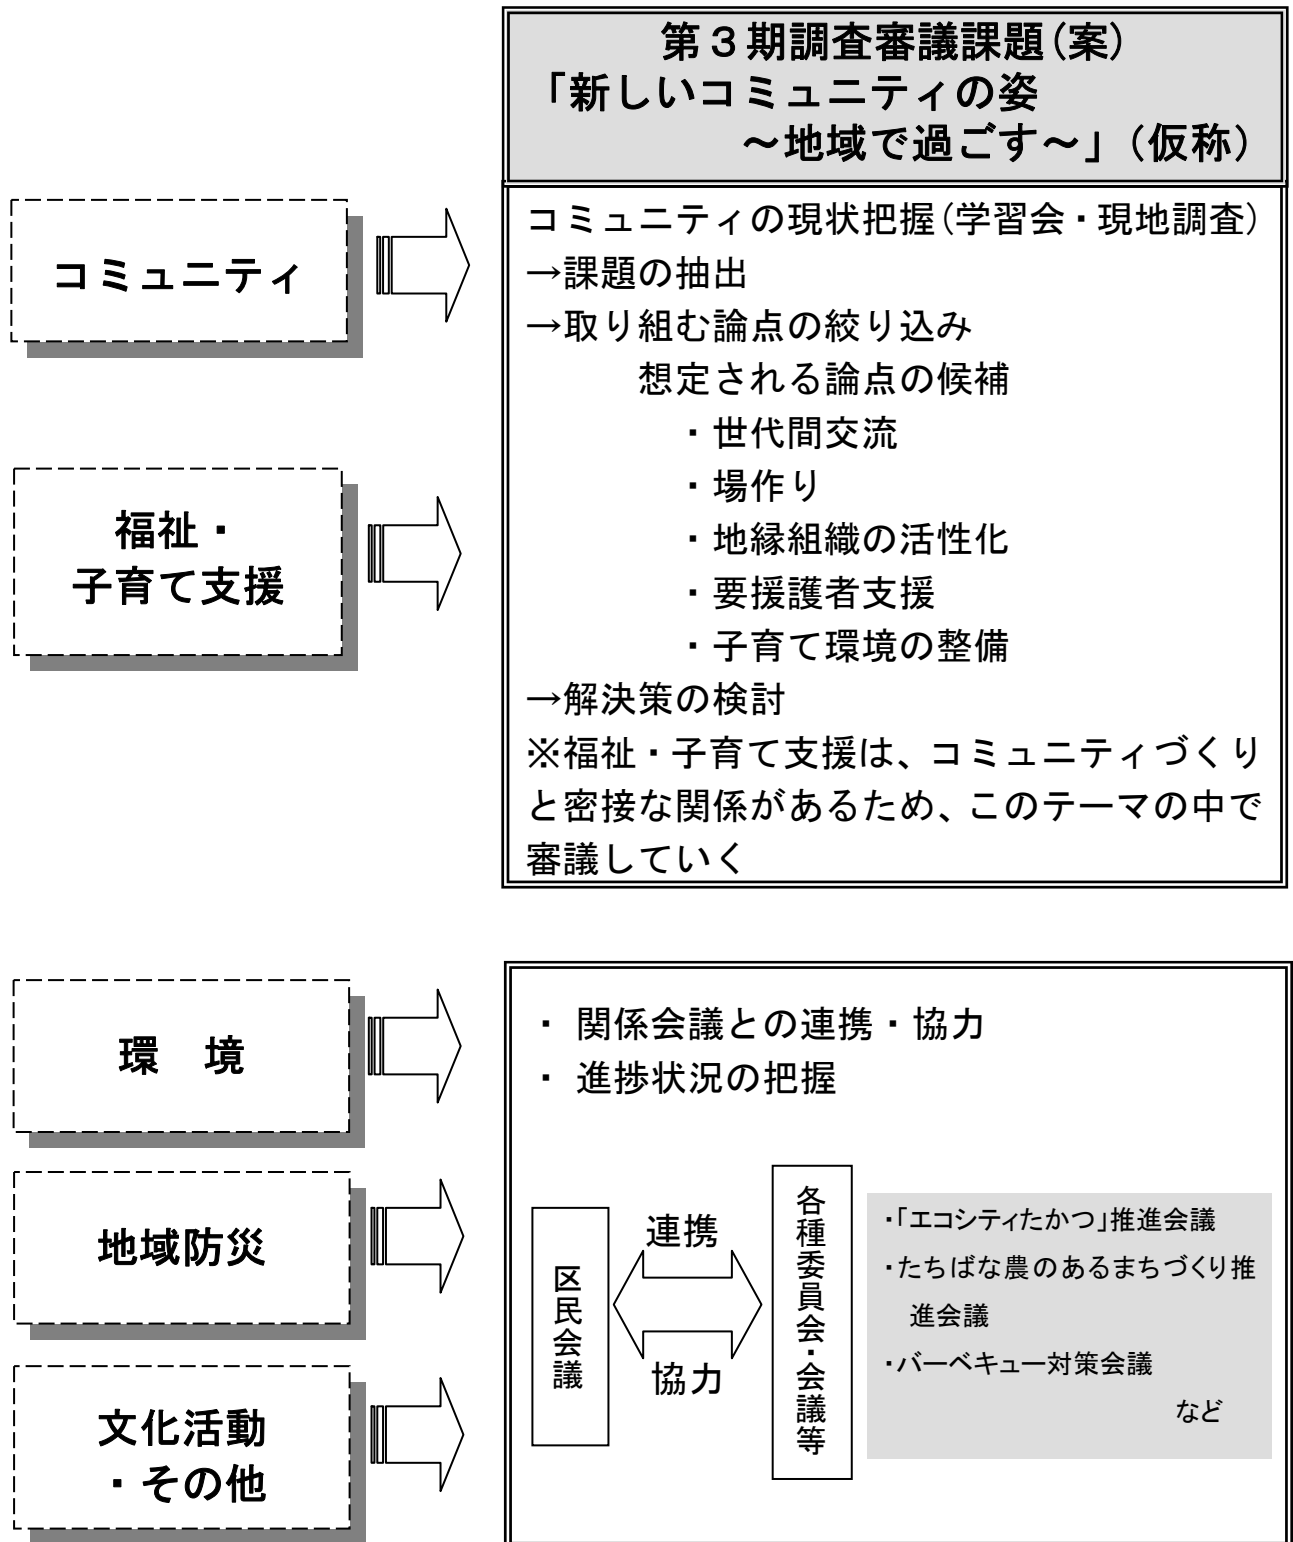 第３期調査審議課題（案）
「新しいコミュニティの姿
～地域で過ごす～」（仮称）
コミュニティ
コミュニティの現状把握（学習会・現地調査）
→課題の抽出
→取り組む論点の絞り込み
想定される論点の候補
・世代間交流
・場作り
・地縁組織の活性化
・要援護者支援
・子育て環境の整備
→解決策の検討
※福祉・子育て支援は、コミュニティづくり
と密接な関係があるため、このテーマの中で
審議していく
福祉・
子育て支援
環　境
地域防災
文化活動
・その他
・ 関係会議との連携・協力
・ 進捗状況の把握
区民会議
連携
協力
各種委員会・会議等
・「エコシティたかつ」推進会議
・たちばな農のあるまちづくり推
進会議
・バーベキュー対策会議
など